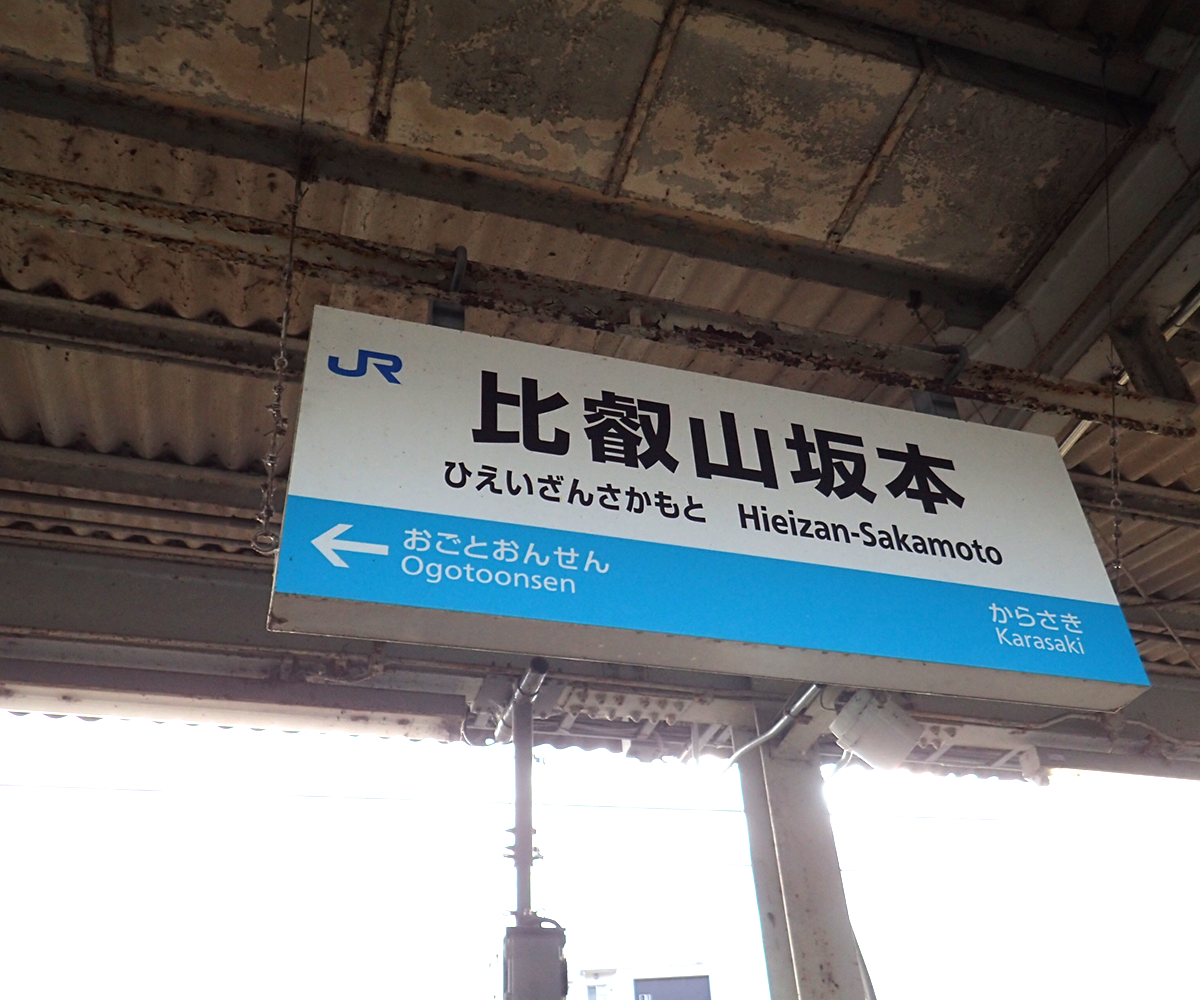 JR
比叡山坂本
ひえいざんさかもと Hieizan-Sakamoto
おごとおんせん
Ogotoonsen
からさき
Karasaki